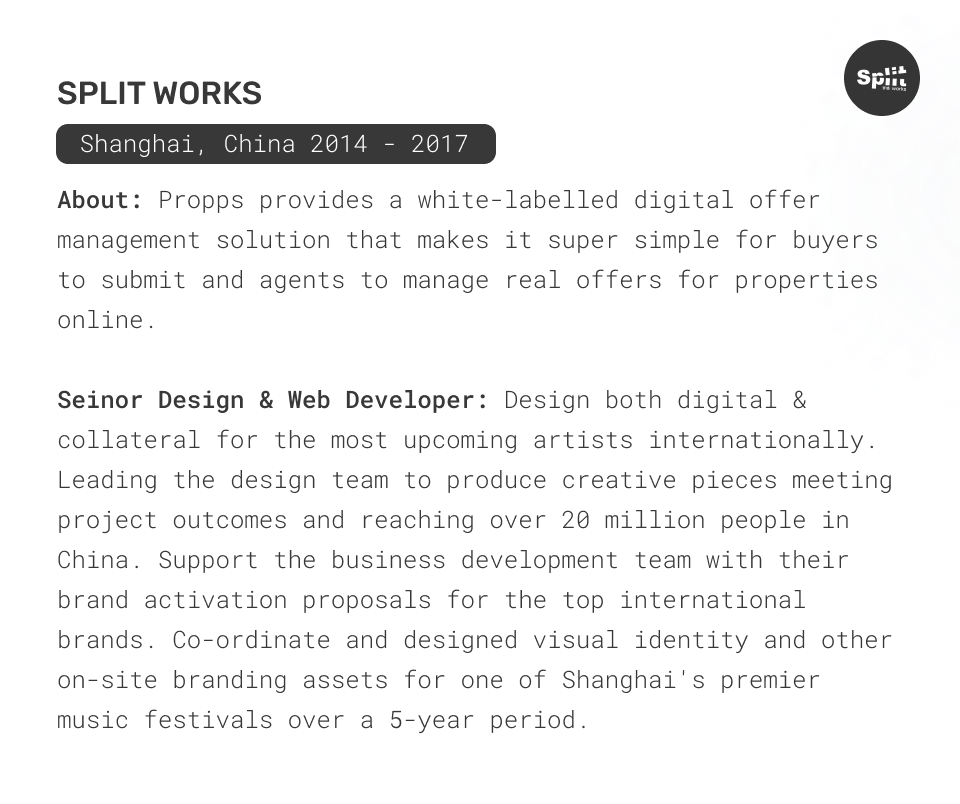 SPLIT WORKS
Split
the works
Shanghai, China 2014 - 2017
About: Propps provides a white-labelled digital offer
management solution that makes it super simple for buyers
to submit and agents to manage real offers for properties
online.
Seinor Design & Web Developer: Design both digital &
collateral for the most upcoming artists internationally.
Leading the design team to produce creative pieces meeting
project outcomes and reaching over 20 million people in
China. Support the business development team with their
brand activation proposals for the top international
brands. Co-ordinate and designed visual identity and other
on-site branding assets for one of Shanghai's premier
music festivals over a 5-year period.